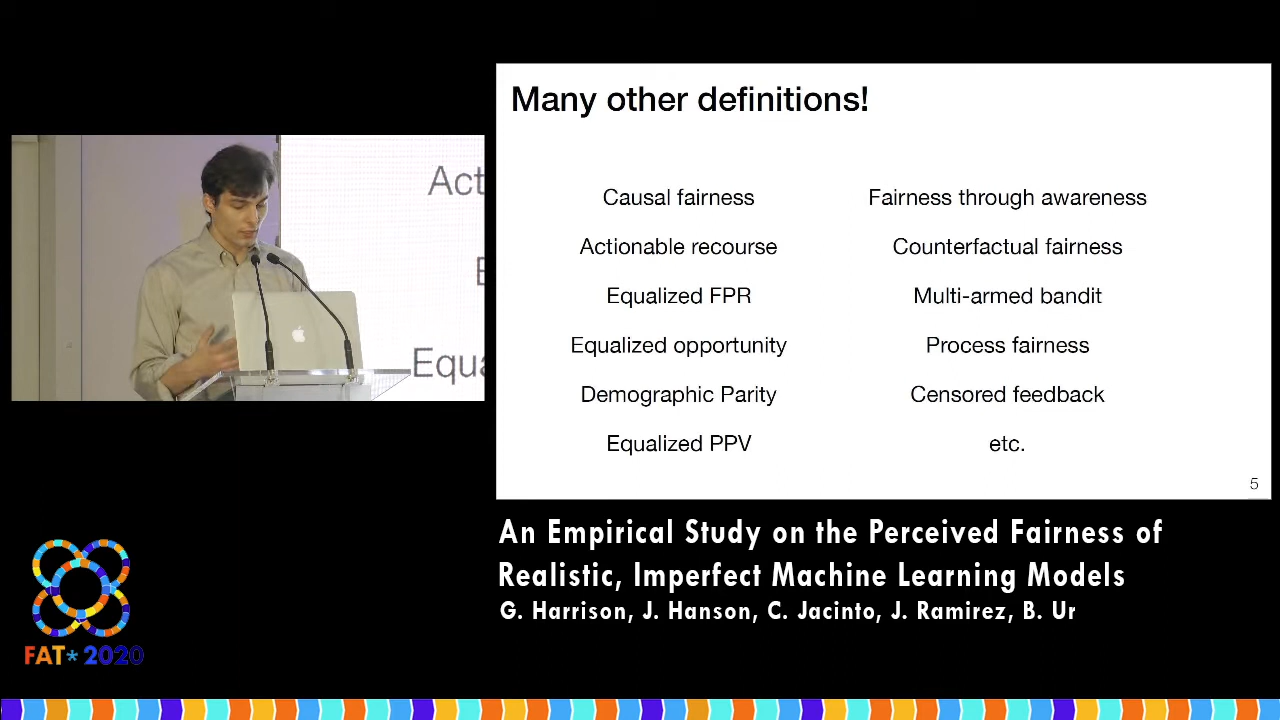 Many other definitions!
Causal fairness
Fairness through awareness
Actionable recourse
Counterfactual fairness
Equalized FPR
Multi-armed bandit
Equalized opportunity
Process fairness
Demographic Parity
Censored feedback
Equalized PPV
etc.
5
Act
E
Equa
An Empirical Study on the Perceived Fairness of
Realistic, Imperfect Machine Learning Models
G. Harrison, J. Hanson, C. Jacinto, J. Ramirez, B. Ur
FAT* 2020